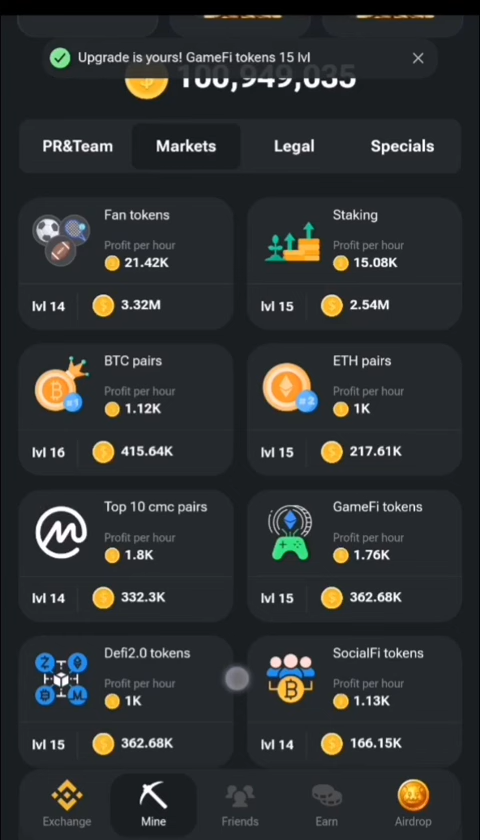 Upgrade is yours! GameFi tokens 15 lvl
100,949,035
PR&Team Markets Legal Specials
Fan tokens
Profit per hour
21.42K
lvl 14 3.32M
Staking
Profit per hour
15.08K
lvl 15 2.54M
BTC pairs
#1
Profit per hour
1.12K
lvl 16 415.64K
ETH pairs
#2
Profit per hour
1K
lvl 15 217.61K
Top 10 cmc pairs
Profit per hour
1.8K
lvl 14 332.3K
GameFi tokens
Profit per hour
1.76K
lvl 15 362.68K
Defi2.0 tokens
Profit per hour
1K
lvl 15 362.68K
SocialFi tokens
Profit per hour
1.13K
lvl 14 166.15K
Exchange Mine Friends Earn Airdrop